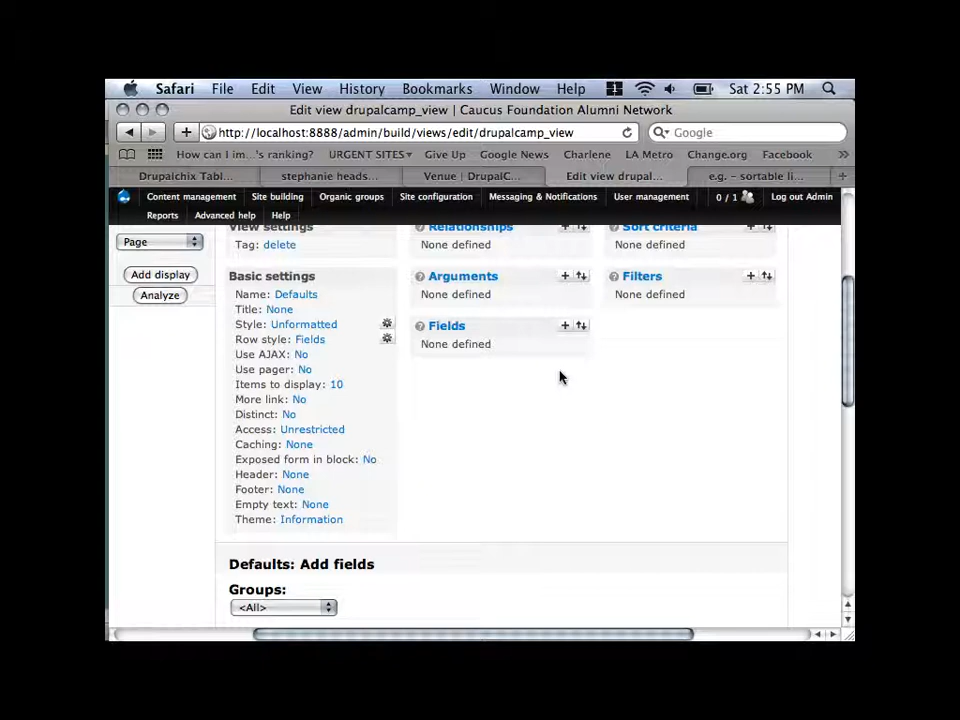 Safari File Edit View History Bookmarks Window Help 1 Sat 2:55 PM
Edit view drupalcamp_view | Caucus Foundation Alumni Network
http://localhost:8888/admin/build/views/edit/drupalcamp_view Google
How can I im...'s ranking? URGENT SITES▾ Give Up Google News Charlene LA Metro Change.org Facebook »
Drupalchix Tabl... stephanie heads... Venue | DrupalC... Edit view drupal... e.g. – sortable li...
Content management Site building Organic groups Site configuration Messaging & Notifications User management 0 / 1 Log out Admin
Reports Advanced help Help
View settings Relationships Sort criteria
Page Tag: delete None defined None defined
Add display Basic settings Arguments Filters
Analyze Name: Defaults None defined None defined
Title: None
Style: Unformatted Fields
Row style: Fields None defined
Use AJAX: No
Use pager: No
Items to display: 10
More link: No
Distinct: No
Access: Unrestricted
Caching: None
Exposed form in block: No
Header: None
Footer: None
Empty text: None
Theme: Information
Defaults: Add fields
Groups:
<All>